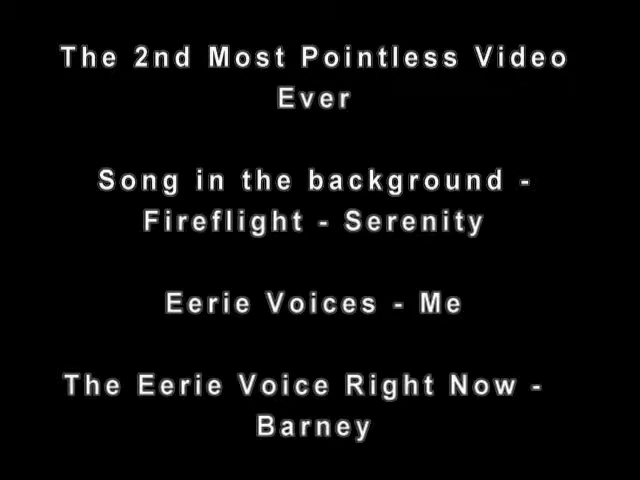 The 2nd Most Pointless Video
Ever
Song in the background -
Fireflight - Serenity
Eerie Voices - Me
The Eerie Voice Right Now -
Barney